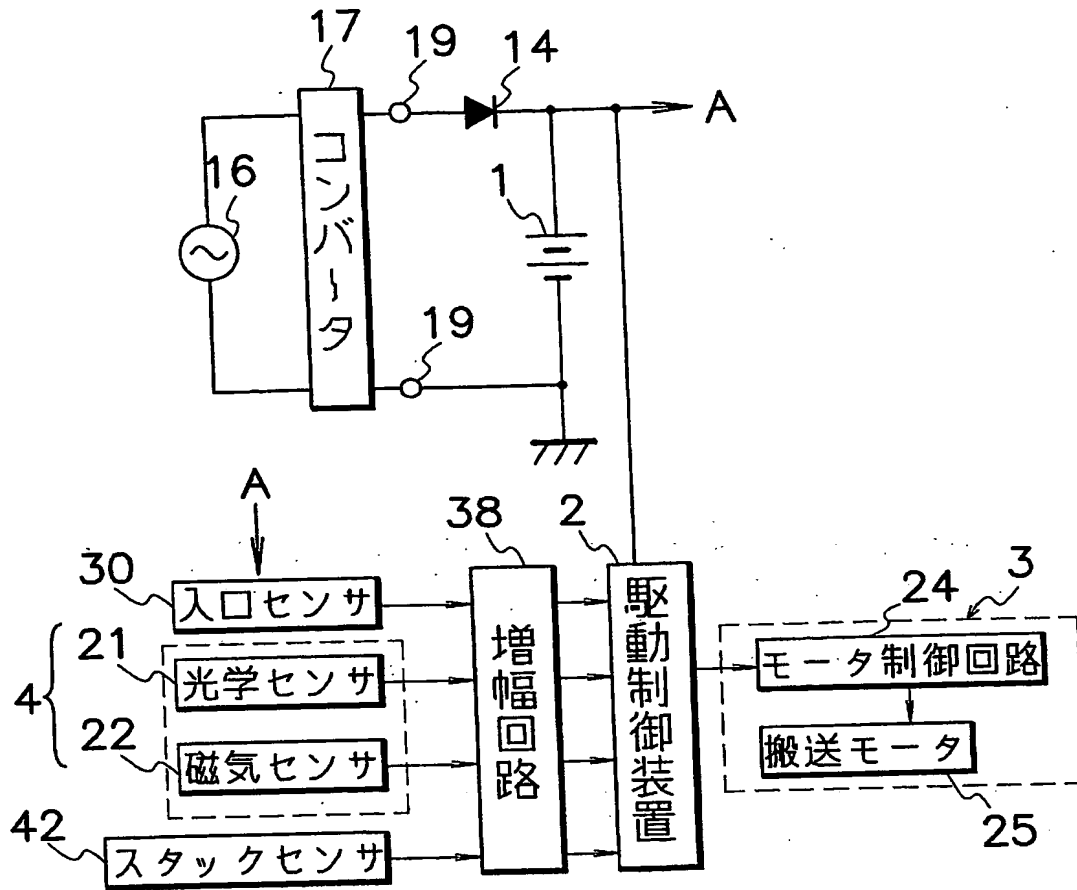 17
19
14
A
コンバータ
16
1
19
A
38
2
30
入口センサ
24
3
4
21
光学センサ
増幅回路
駆動制御装置
モータ制御回路
22
磁気センサ
搬送モータ
42
スタックセンサ
25